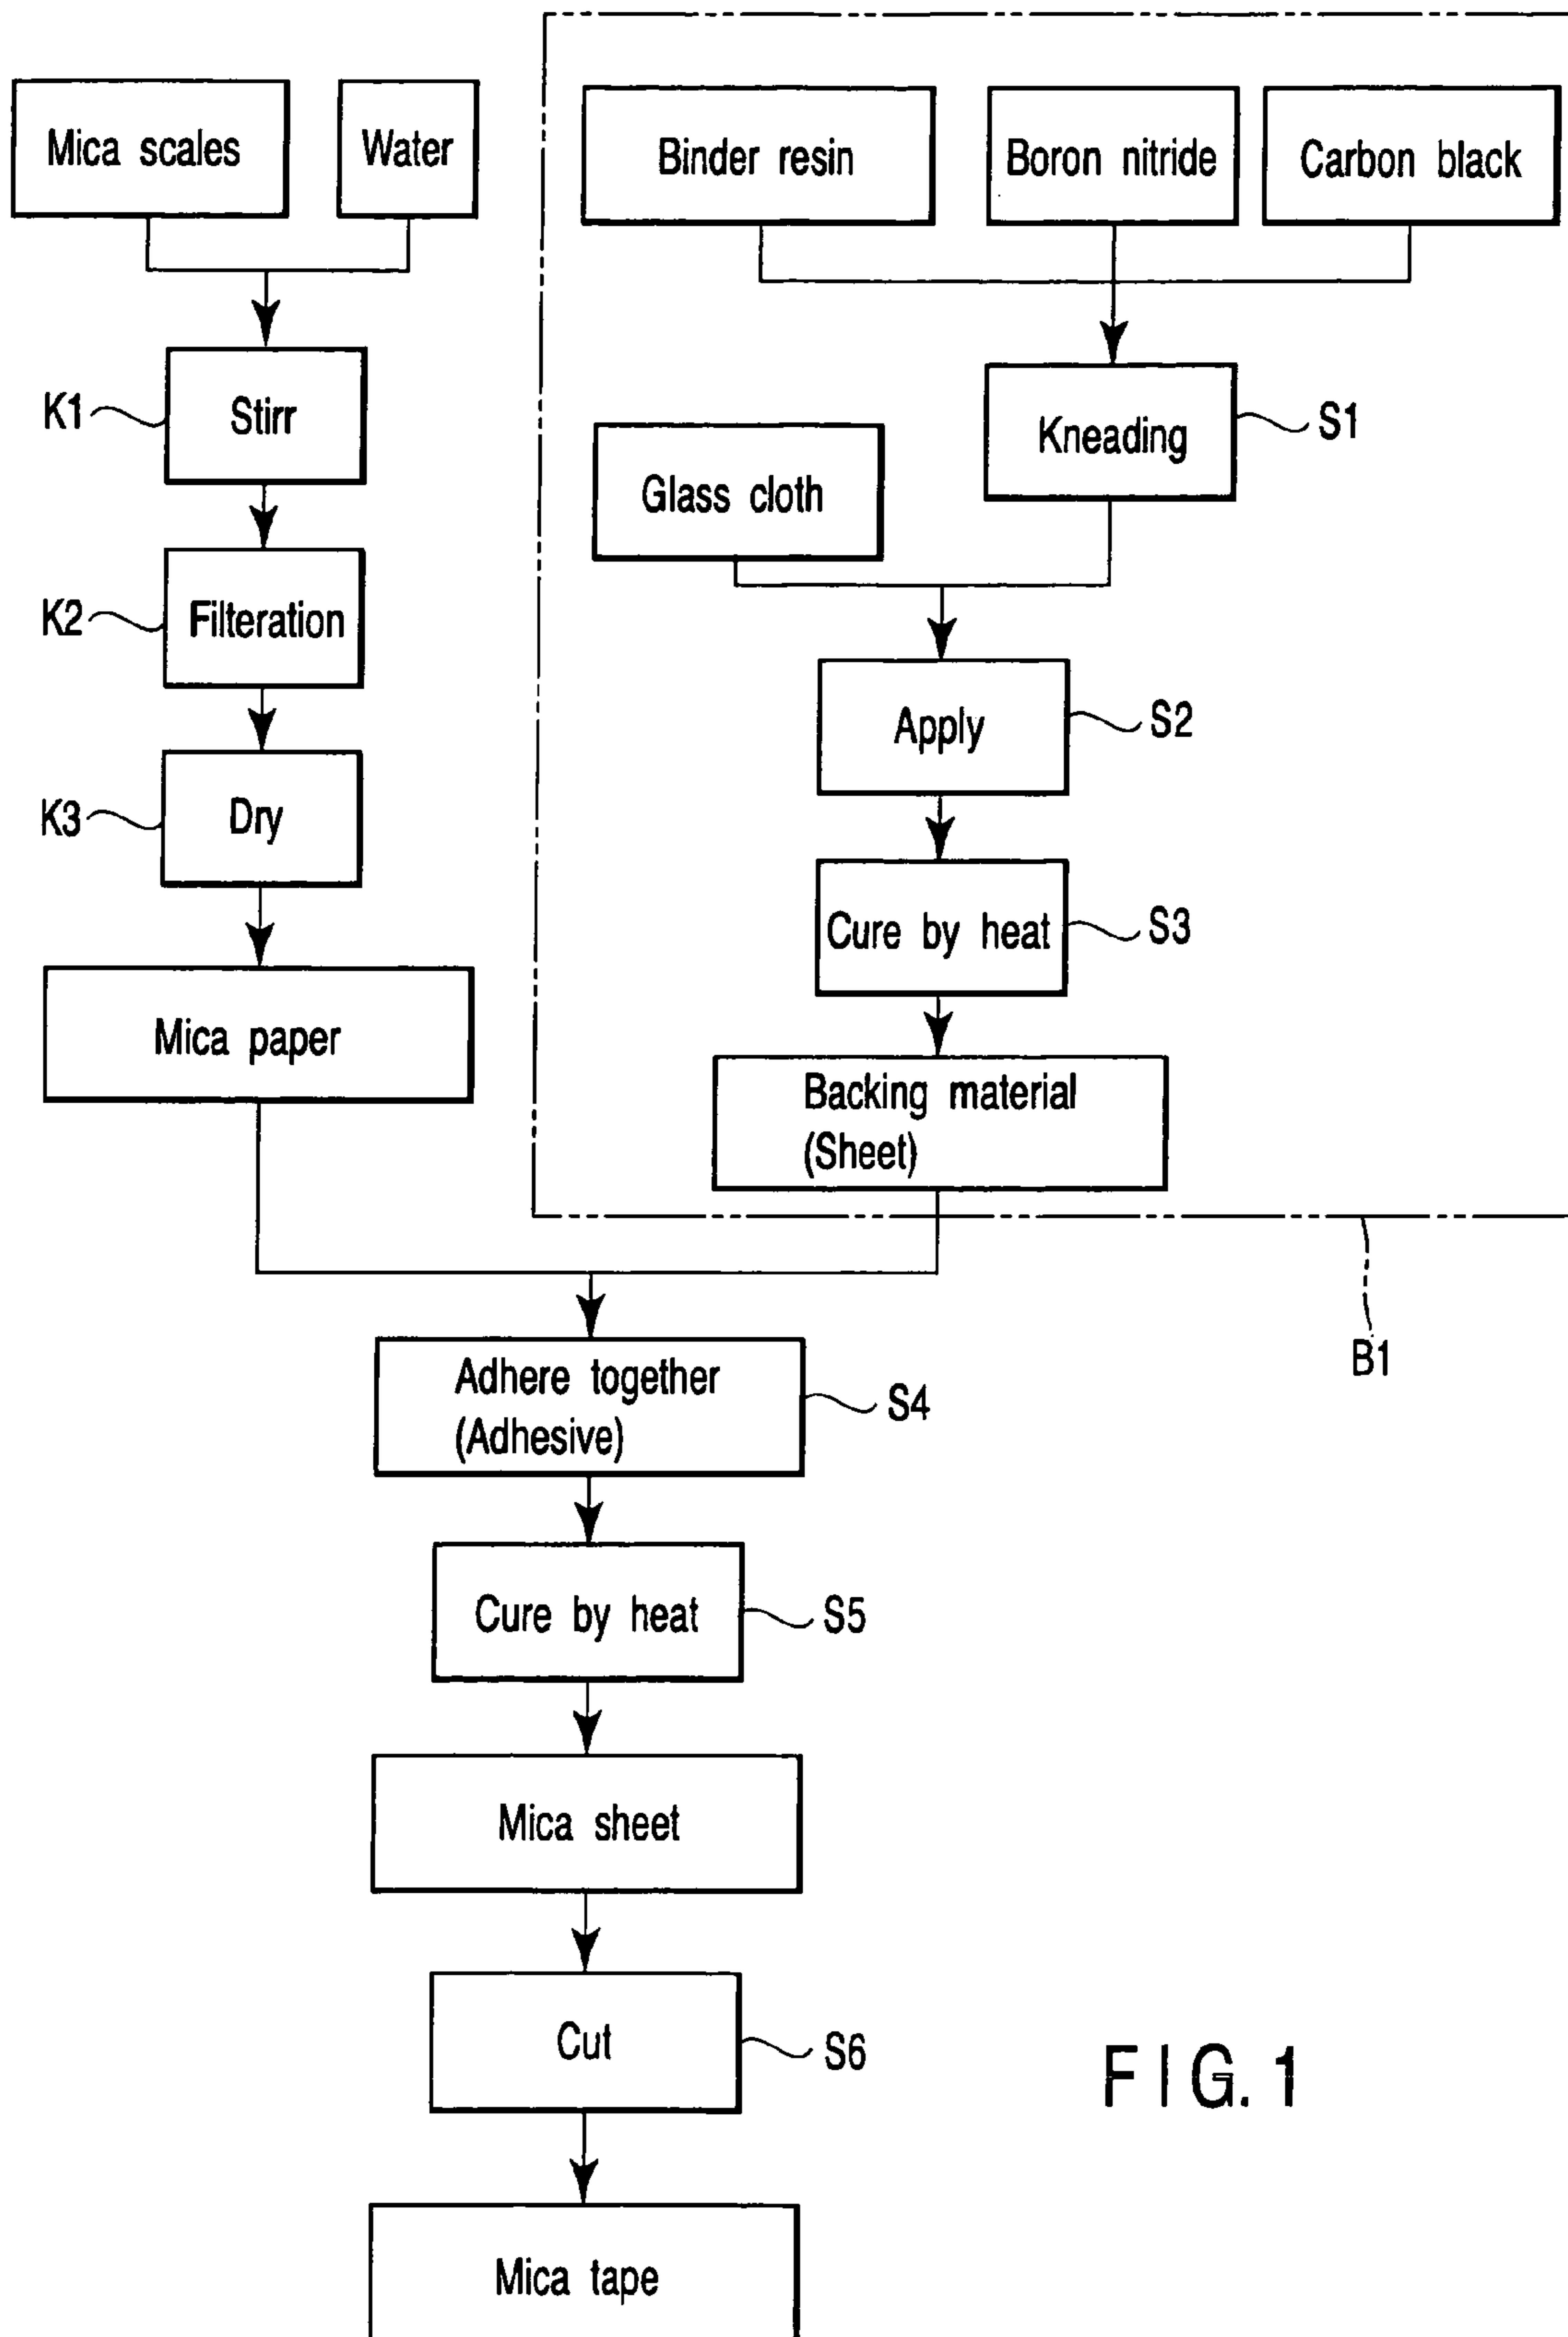 Mica scales
Water
Binder resin
Boron nitride
Carbon black
K1
Stirr
Kneading
S1
Glass cloth
K2
Filteration
Apply
S2
K3
Dry
Cure by heat
S3
Mica paper
Backing material
(Sheet)
B1
Adhere together
(Adhesive)
S4
Cure by heat
S5
Mica sheet
Cut
S6
FIG. 1
Mica tape